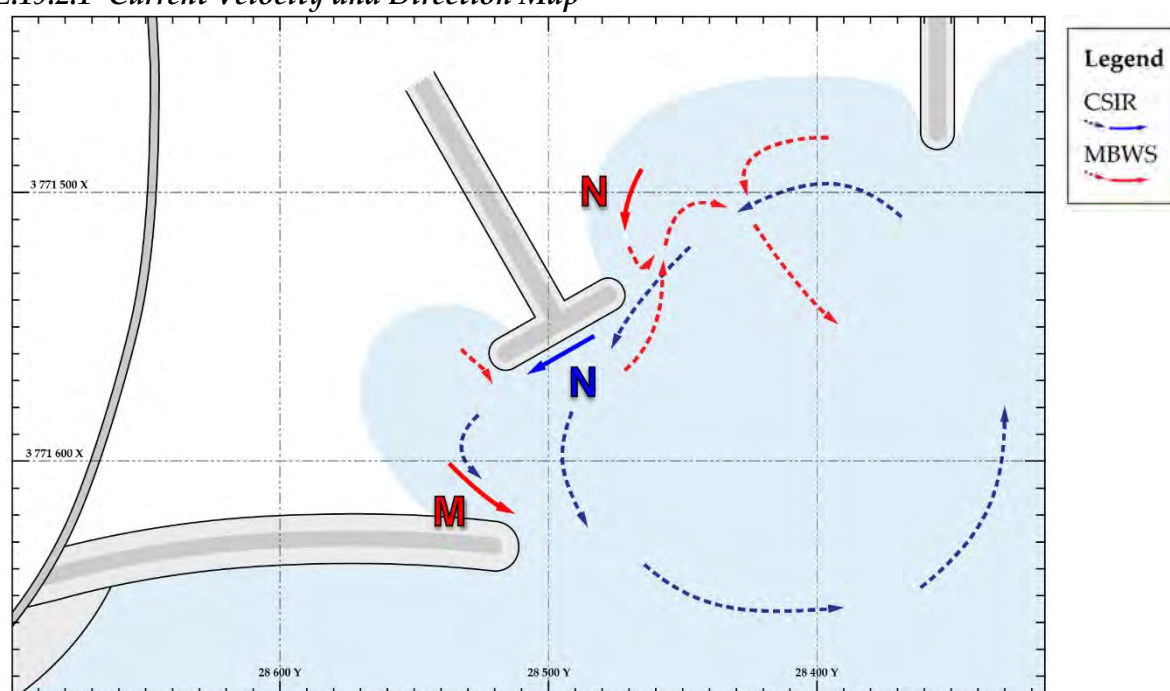 Current Velocity and Direction Map
Legend
CSIR
MBWS
3 771 500 X
N
N
3 771 600 X
M
28 600 Y
28 500 Y
28 400 Y